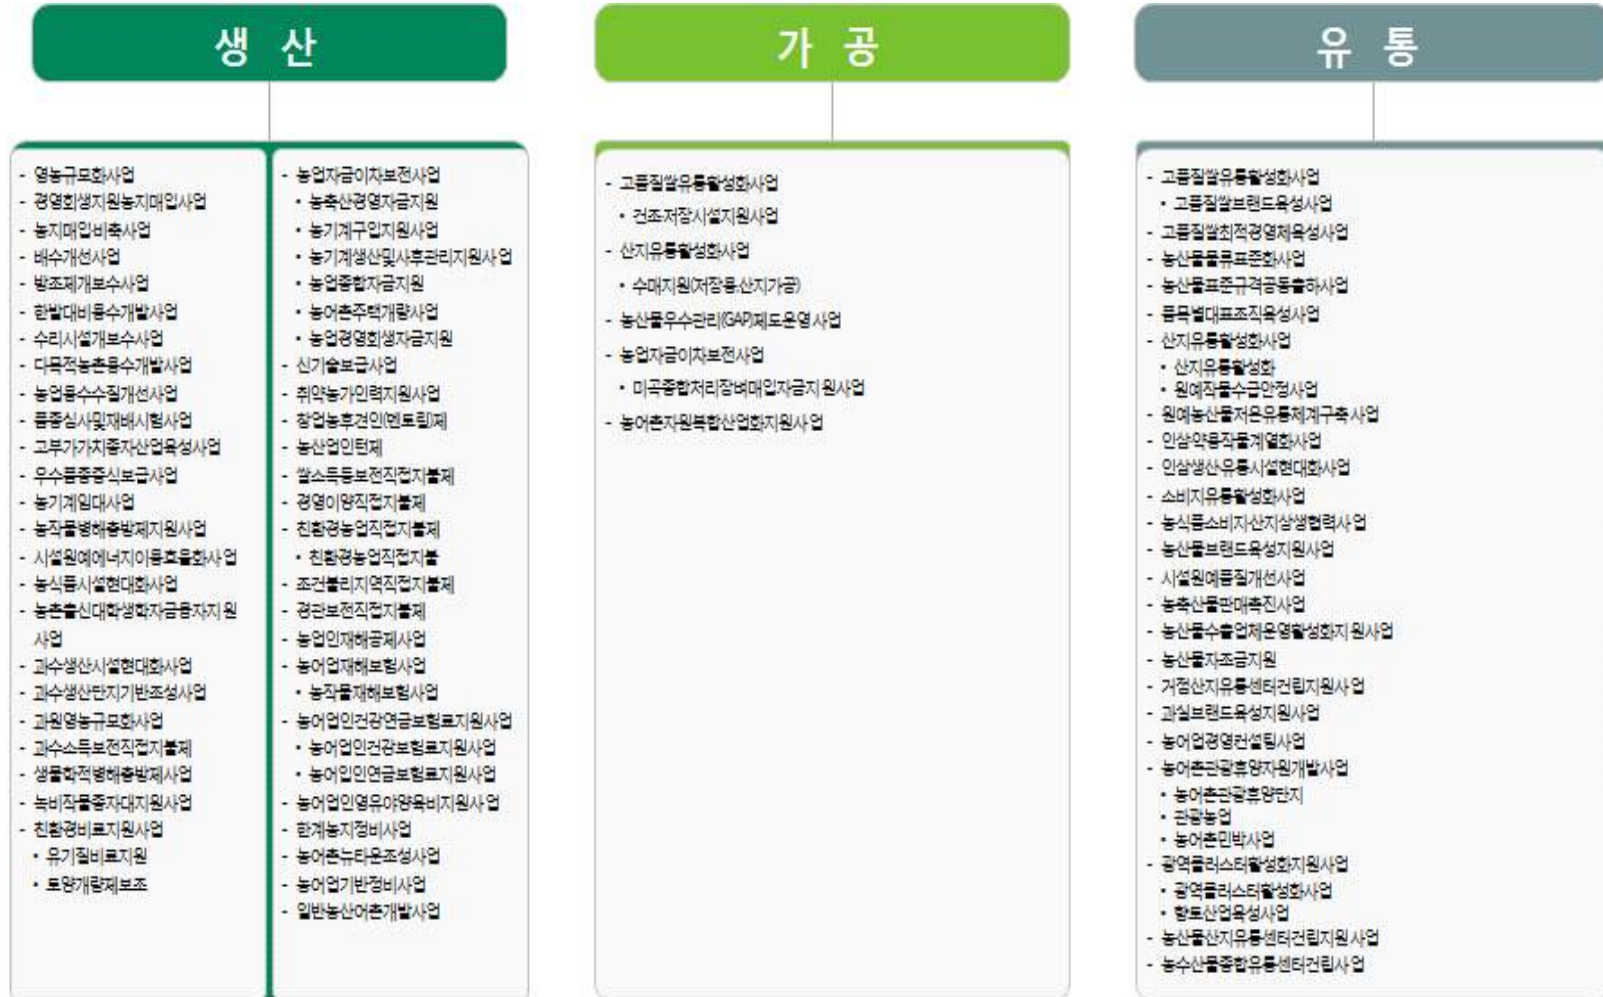 생 산
- 영농규모화사업
- 경영회생지원농지매입사업
- 농지매입비축사업
- 배수개선사업
- 방조제개보수사업
- 한발대비용수개발사업
- 수리시설개보수사업
- 다목적농촌용수개발사업
- 농업용수수질개선사업
- 품종심사및재배시험사업
- 고부가가치종자산업육성사업
- 우수품종증식보급사업
- 농기계임대사업
- 농작물병해충방제지원사업
- 시설원예에너지이용효율화사업
- 농식품시설현대화사업
- 농촌출신대학생학자금융자지원
사업
- 과수생산시설현대화사업
- 과수생산단지기반조성사업
- 과원영농규모화사업
- 과수소득보전직접지불제
- 생물학적병해충방제사업
- 녹비작물종자대지원사업
- 친환경비료지원사업
• 유기질비료지원
• 토양개량제보조
- 농업자금이차보전사업
• 농축산경영자금지원
• 농기계구입지원사업
• 농기계생산및사후관리지원사업
• 농업종합자금지원
• 농어촌주택개량사업
• 농업경영회생자금지원
- 신기술보급사업
- 취약농가인력지원사업
- 창업농후견인(멘토링)제
- 농산업인턴제
- 쌀소득등보전직접지불제
- 경영이양직접지불제
- 친환경농업직접지불제
• 친환경농업직접지불
- 조건불리지역직접지불제
- 경관보전직접지불제
- 농업인재해공제사업
- 농어업재해보험사업
• 농작물재해보험사업
- 농어업인건강연금보험료지원사업
• 농어업인건강보험료지원사업
• 농어입인연금보험료지원사업
- 농어업인영유아양육비지원사업
- 한계농지정비사업
- 농어촌뉴타운조성사업
- 농어업기반정비사업
- 일반농산어촌개발사업
가 공
- 고품질쌀유통활성화사업
• 건조·저장시설지원사업
- 산지유통활성화사업
• 수매지원(저장용·산지가공)
- 농산물우수관리(GAP)제도운영사업
- 농업자금이차보전사업
• 미곡종합처리장벼매입자금지원사업
- 농어촌자원복합산업화지원사업
유 통
- 고품질쌀유통활성화사업
• 고품질쌀브랜드육성사업
- 고품질쌀최적경영체육성사업
- 농산물물류표준화사업
- 농산물표준규격공동출하사업
- 품목별대표조직육성사업
- 산지유통활성화사업
• 산지유통활성화
• 원예작물수급안정사업
- 원예농산물저온유통체계구축사업
- 인삼약용작물계열화사업
- 인삼생산·유통시설현대화사업
- 소비지유통활성화사업
- 농식품소비지·산지상생협력사업
- 농산물브랜드육성지원사업
- 시설원예품질개선사업
- 농축산물판매촉진사업
- 농산물수출업체운영활성화지원사업
- 농산물자조금지원
- 거점산지유통센터건립지원사업
- 과실브랜드육성지원사업
- 농어업경영컨설팅사업
- 농어촌관광휴양자원개발사업
• 농어촌관광휴양단지
• 관광농업
• 농어촌민박사업
- 광역클러스터활성화지원사업
• 광역클러스터활성화사업
• 향토산업육성사업
- 농산물산지유통센터건립지원사업
- 농수산물종합유통센터건립사업